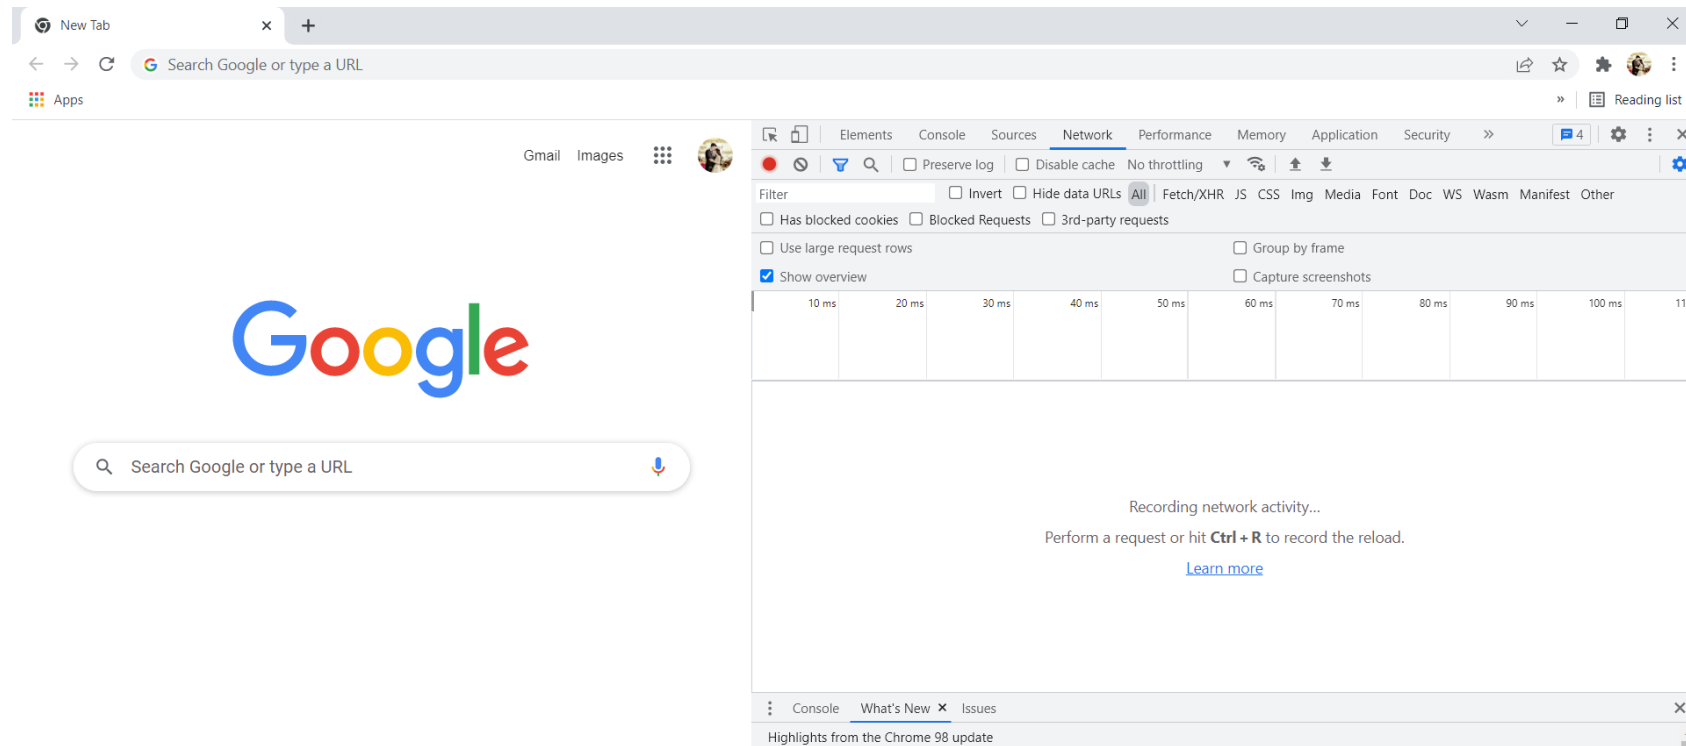 New Tab
Search Google or type a URL
Apps
» Reading list
Gmail Images
Google
Search Google or type a URL
Elements Console Sources Network Performance Memory Application Security » 4
Preserve log Disable cache No throttling
Filter Invert Hide data URLs All Fetch/XHR JS CSS Img Media Font Doc WS Wasm Manifest Other
Has blocked cookies Blocked Requests 3rd-party requests
Use large request rows Group by frame
Show overview Capture screenshots
10 ms 20 ms 30 ms 40 ms 50 ms 60 ms 70 ms 80 ms 90 ms 100 ms 11
Recording network activity...
Perform a request or hit Ctrl + R to record the reload.
Learn more
Console What's New Issues
Highlights from the Chrome 98 update